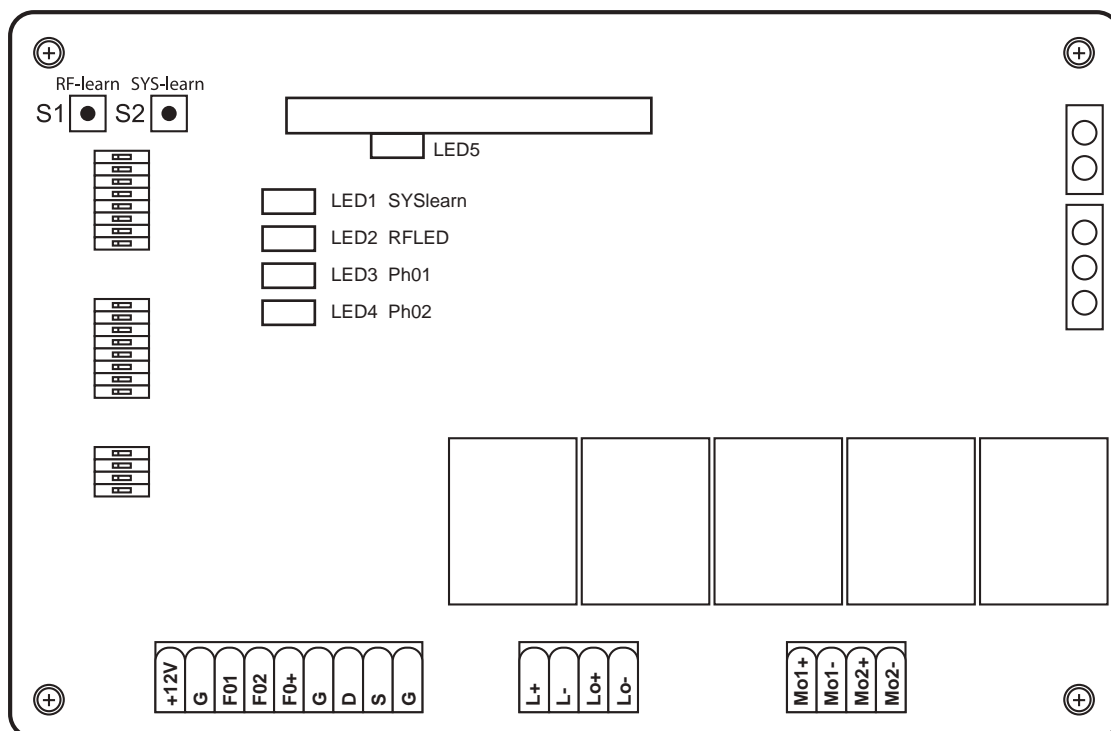 RF-learn SYS-learn
S1 S2
LED5
LED1 SYSlearn
LED2 RFLED
LED3 Ph01
LED4 Ph02
+12V G F01 F02 F0+ G D S G
L+ L- Lo+ Lo-
Mo1+ Mo1- Mo2+ Mo2-